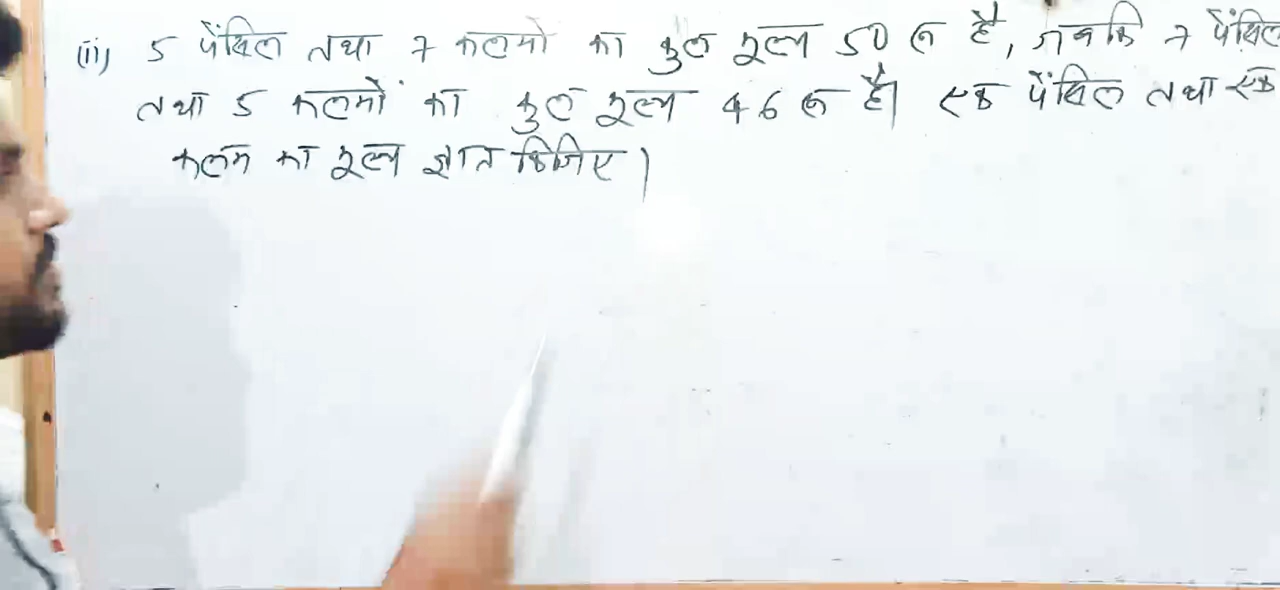 (ii) 5 पेंसिल तथा 7 कलमों का कुल मूल्य 50 रु है, जबकि 7 पेंसिल
तथा 5 कलमों का कुल मूल्य 46 रु है। एक पेंसिल तथा एक
कलम का मूल्य ज्ञात किजिए।